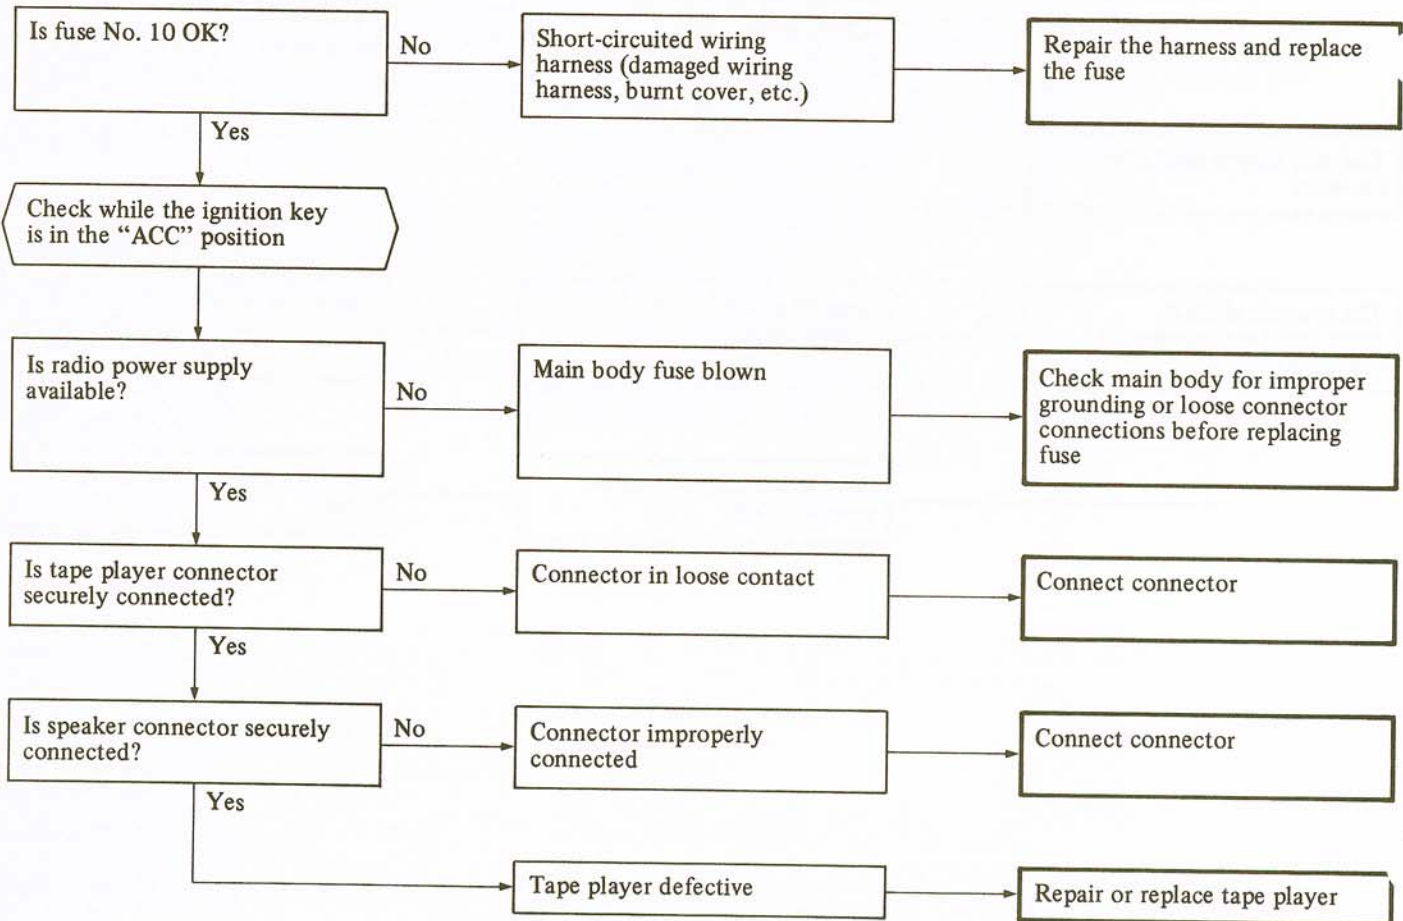 Is fuse No. 10 OK?
No
Short-circuited wiring
harness (damaged wiring
harness, burnt cover, etc.)
Repair the harness and replace
the fuse
Yes
Check while the ignition key
is in the “ACC” position
Is radio power supply
available?
No
Main body fuse blown
Check main body for improper
grounding or loose connector
connections before replacing
fuse
Yes
Is tape player connector
securely connected?
No
Connector in loose contact
Connect connector
Yes
Is speaker connector securely
connected?
No
Connector improperly
connected
Connect connector
Yes
Tape player defective
Repair or replace tape player